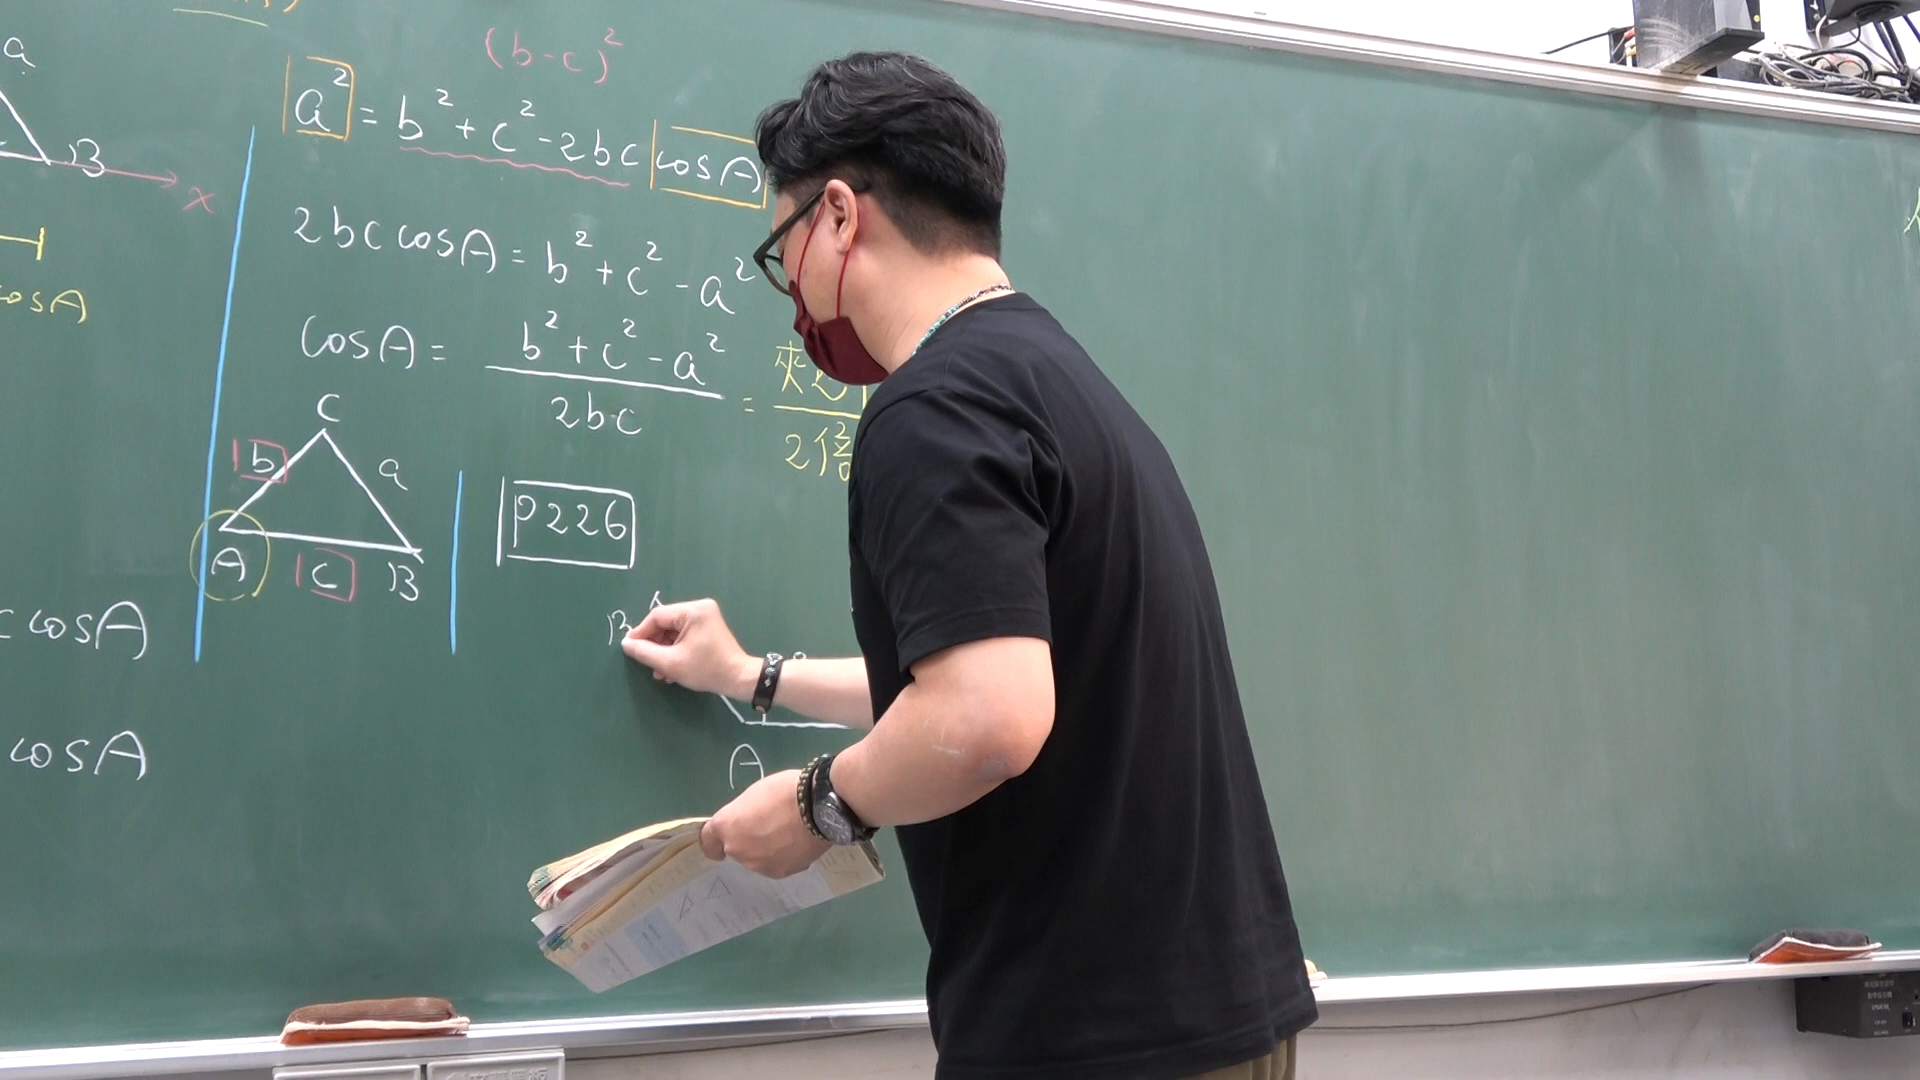 a
B
x
cosA
c cosA
cosA
(b-c)²
a² = b² + c² - 2bc cosA
2bc cosA = b² + c² - a²
cosA = b² + c² - a² / 2bc =
2倍
C
b
a
A
c
B
P226
B
A